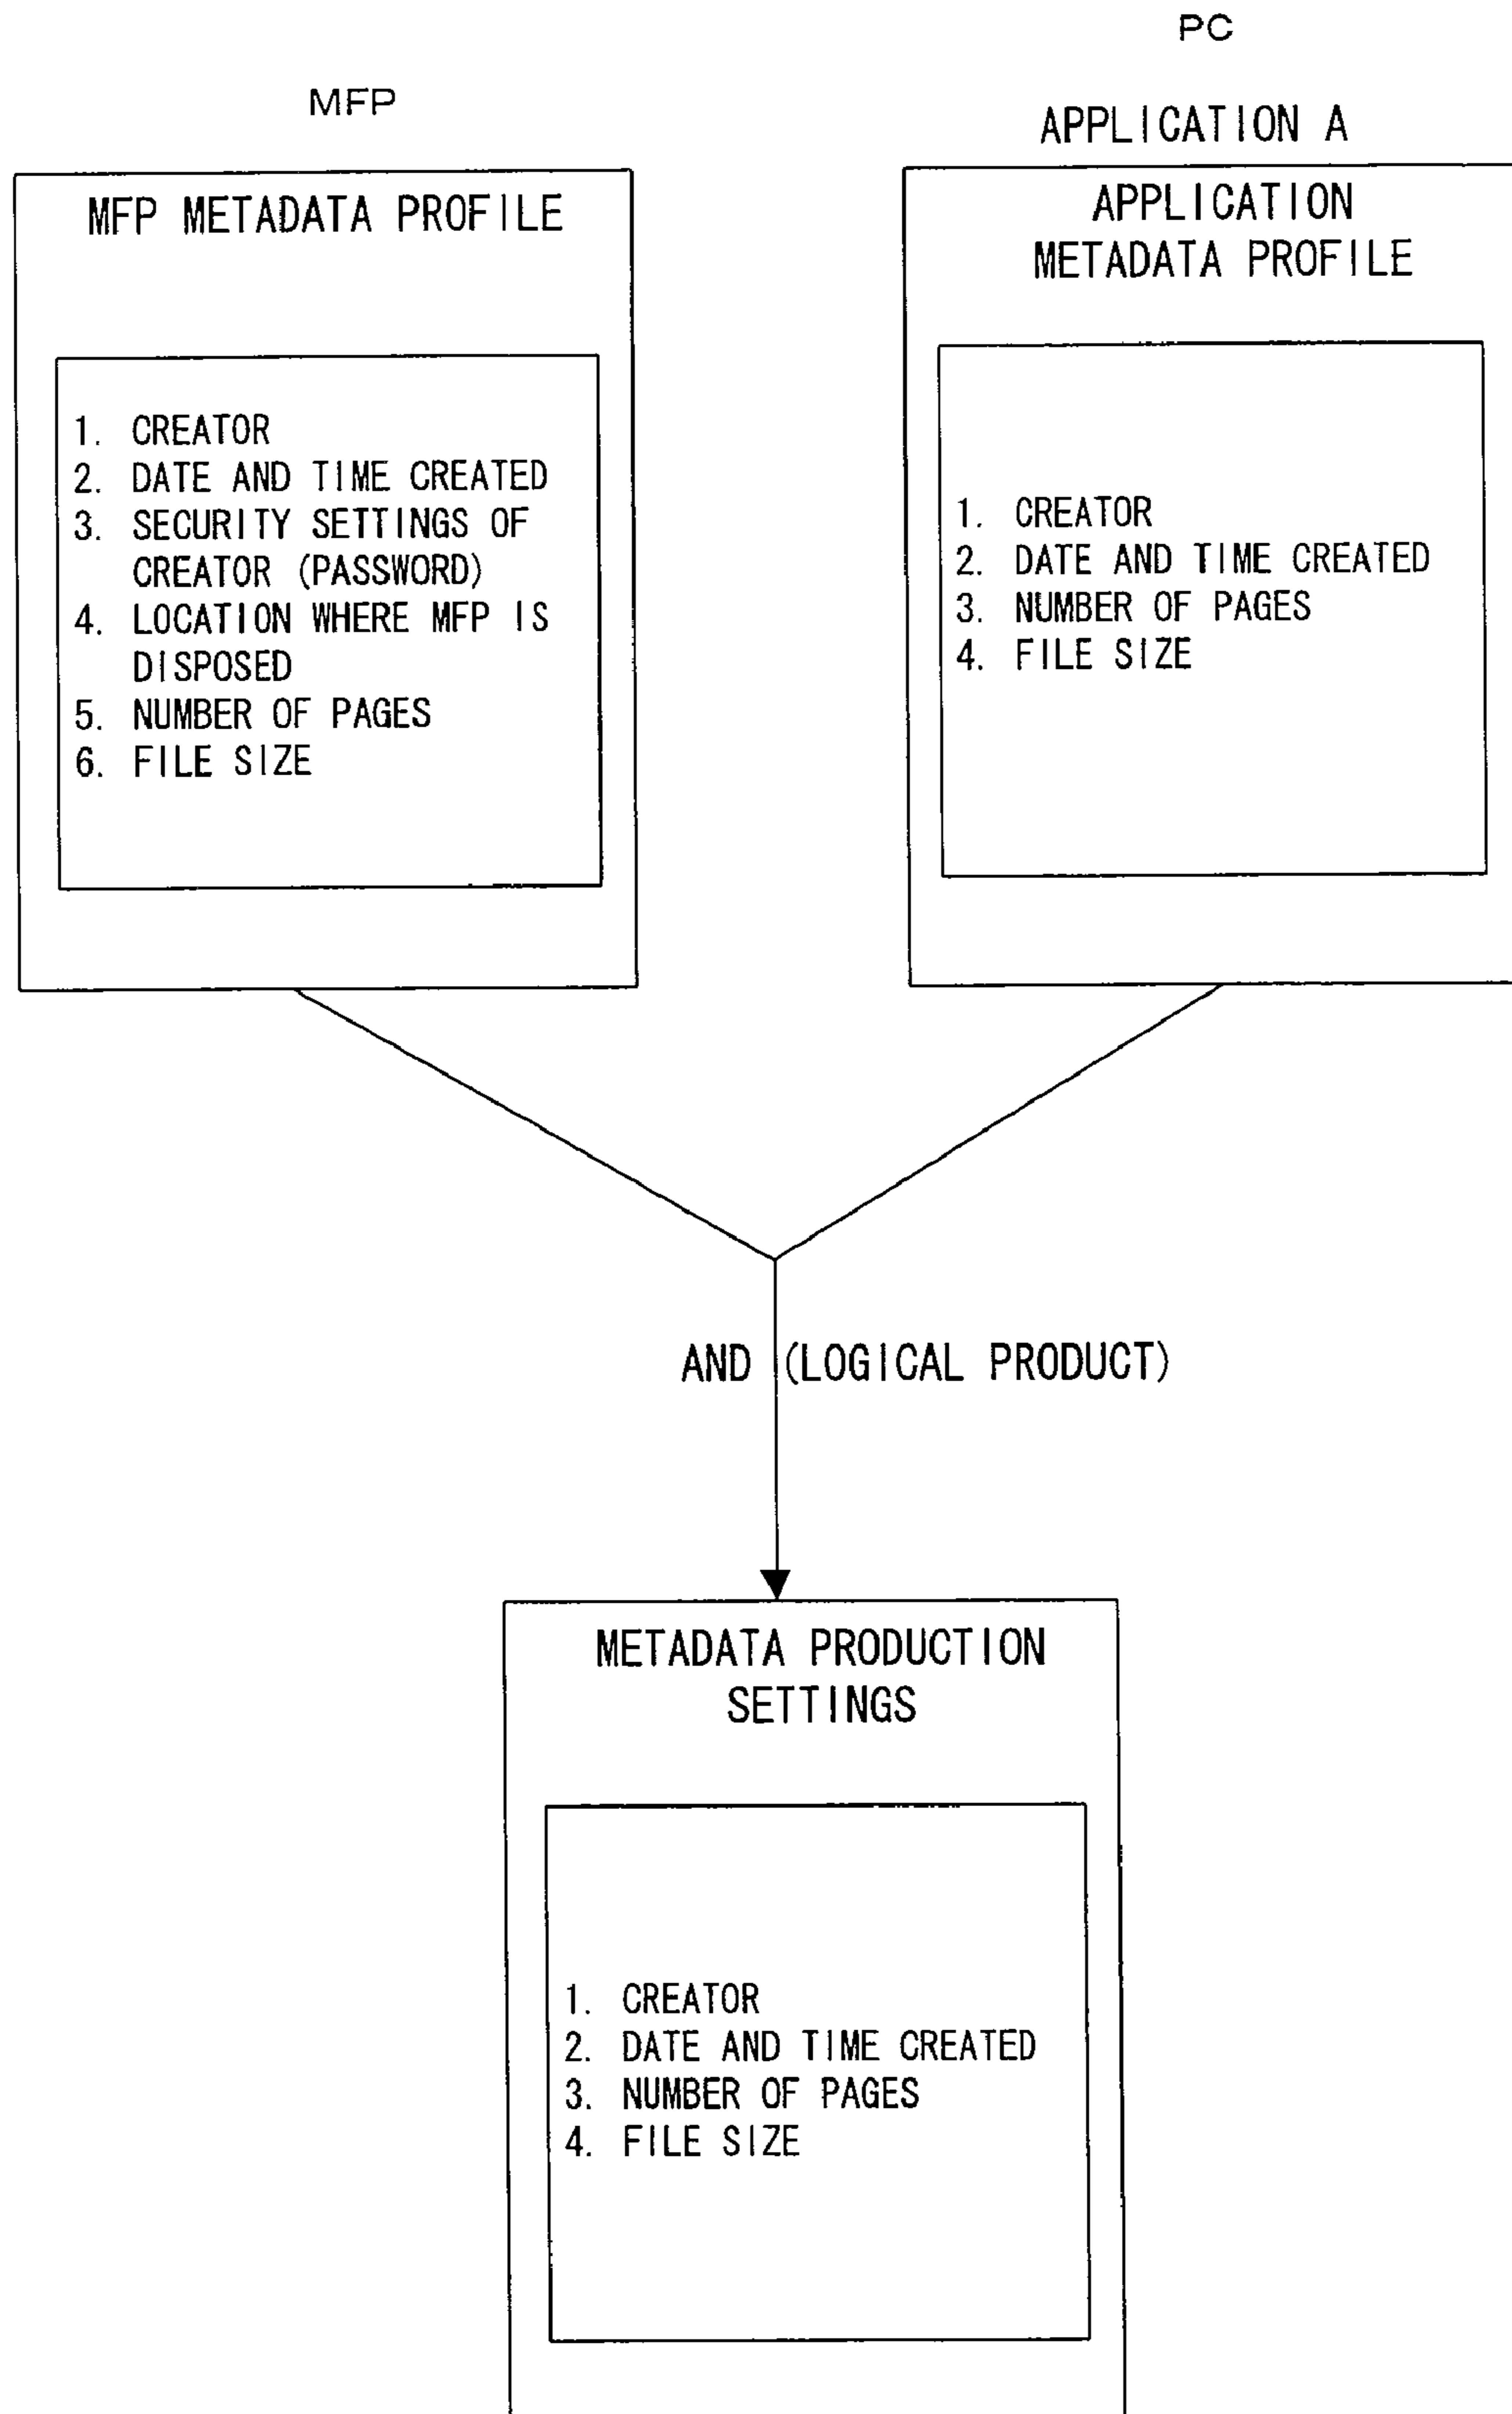 PC
MFP
APPLICATION A
MFP METADATA PROFILE
1. CREATOR
2. DATE AND TIME CREATED
3. SECURITY SETTINGS OF
CREATOR (PASSWORD)
4. LOCATION WHERE MFP IS
DISPOSED
5. NUMBER OF PAGES
6. FILE SIZE
APPLICATION
METADATA PROFILE
1. CREATOR
2. DATE AND TIME CREATED
3. NUMBER OF PAGES
4. FILE SIZE
AND (LOGICAL PRODUCT)
METADATA PRODUCTION
SETTINGS
1. CREATOR
2. DATE AND TIME CREATED
3. NUMBER OF PAGES
4. FILE SIZE